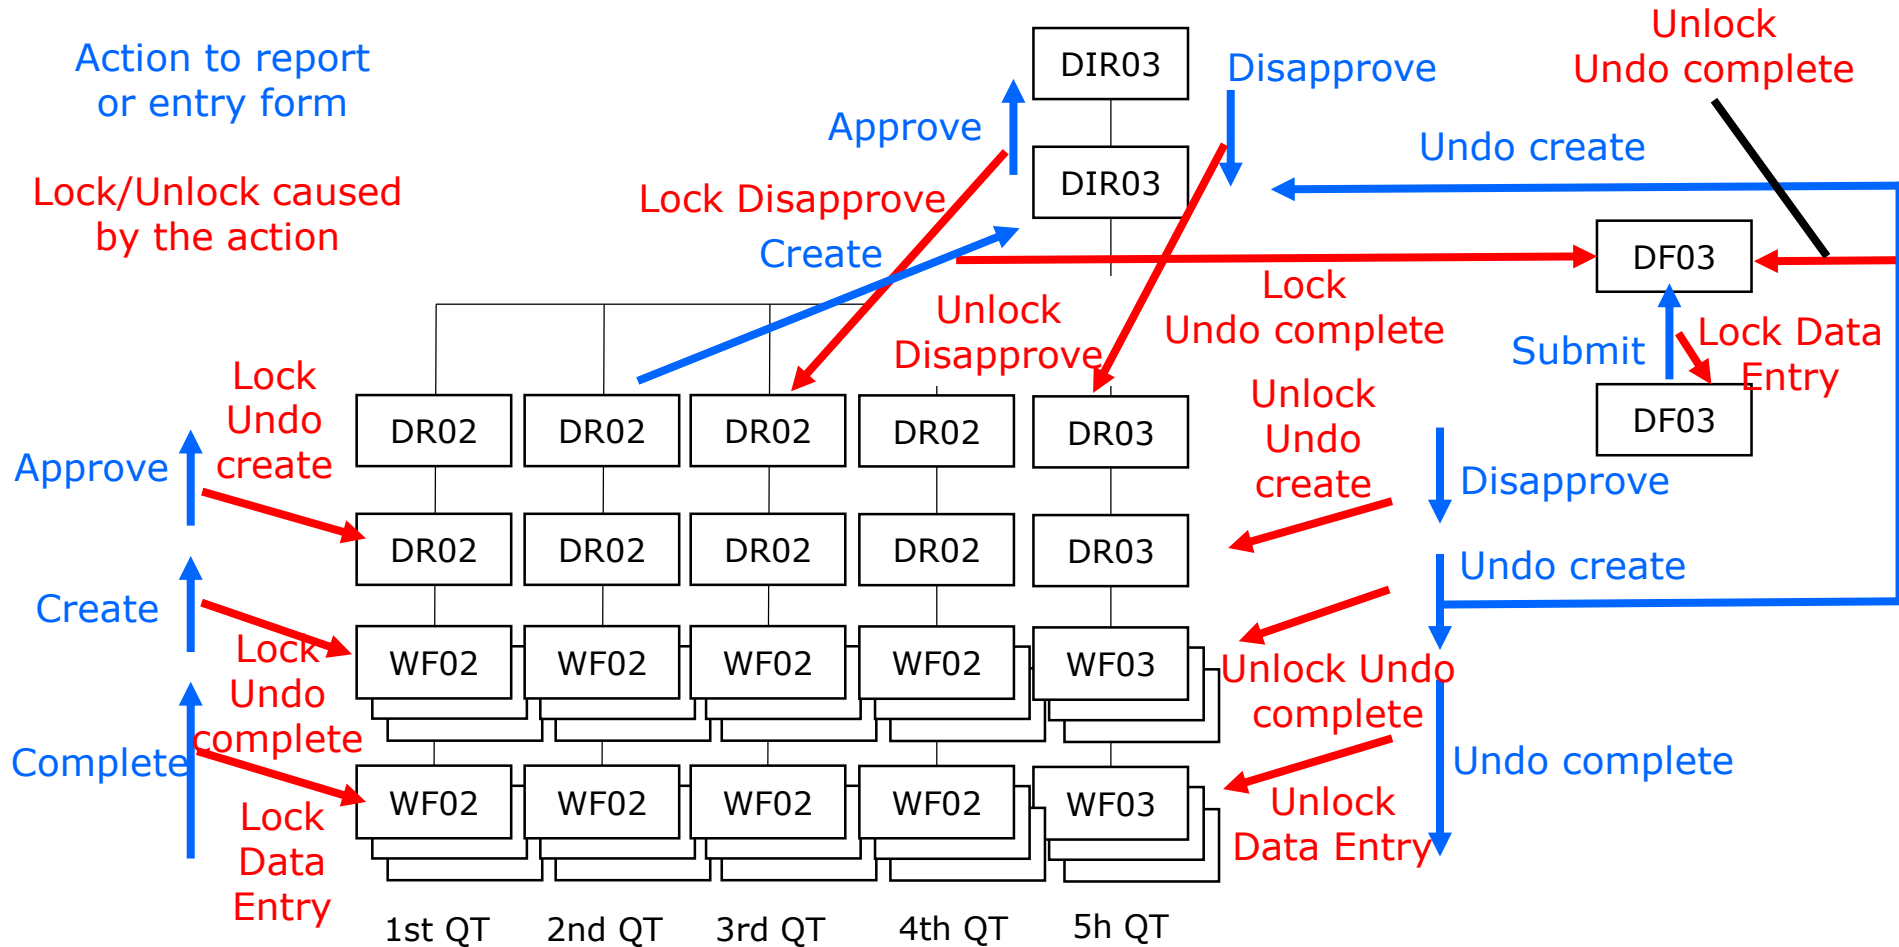 Action to report
or entry form
Lock/Unlock caused
by the action
DIR03
Disapprove
Unlock
Undo complete
Approve
Undo create
DIR03
Lock Disapprove
Create
DF03
Lock
Undo complete
Unlock
Disapprove
Submit
Lock Data
Entry
DF03
Lock
Undo
create
Unlock
Undo
create
DR02
DR02
DR02
DR02
DR03
Approve
Disapprove
DR02
DR02
DR02
DR02
DR03
Undo create
Create
Lock
Undo
complete
WF02
WF02
WF02
WF02
WF03
Unlock Undo
complete
Complete
Undo complete
WF02
WF02
WF02
WF02
WF03
Lock
Data
Entry
Unlock
Data Entry
1st QT
2nd QT
3rd QT
4th QT
5h QT